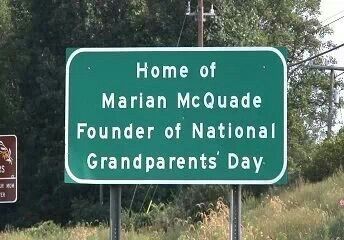 Home of
Marian McQuade
Founder of National
Grandparents' Day